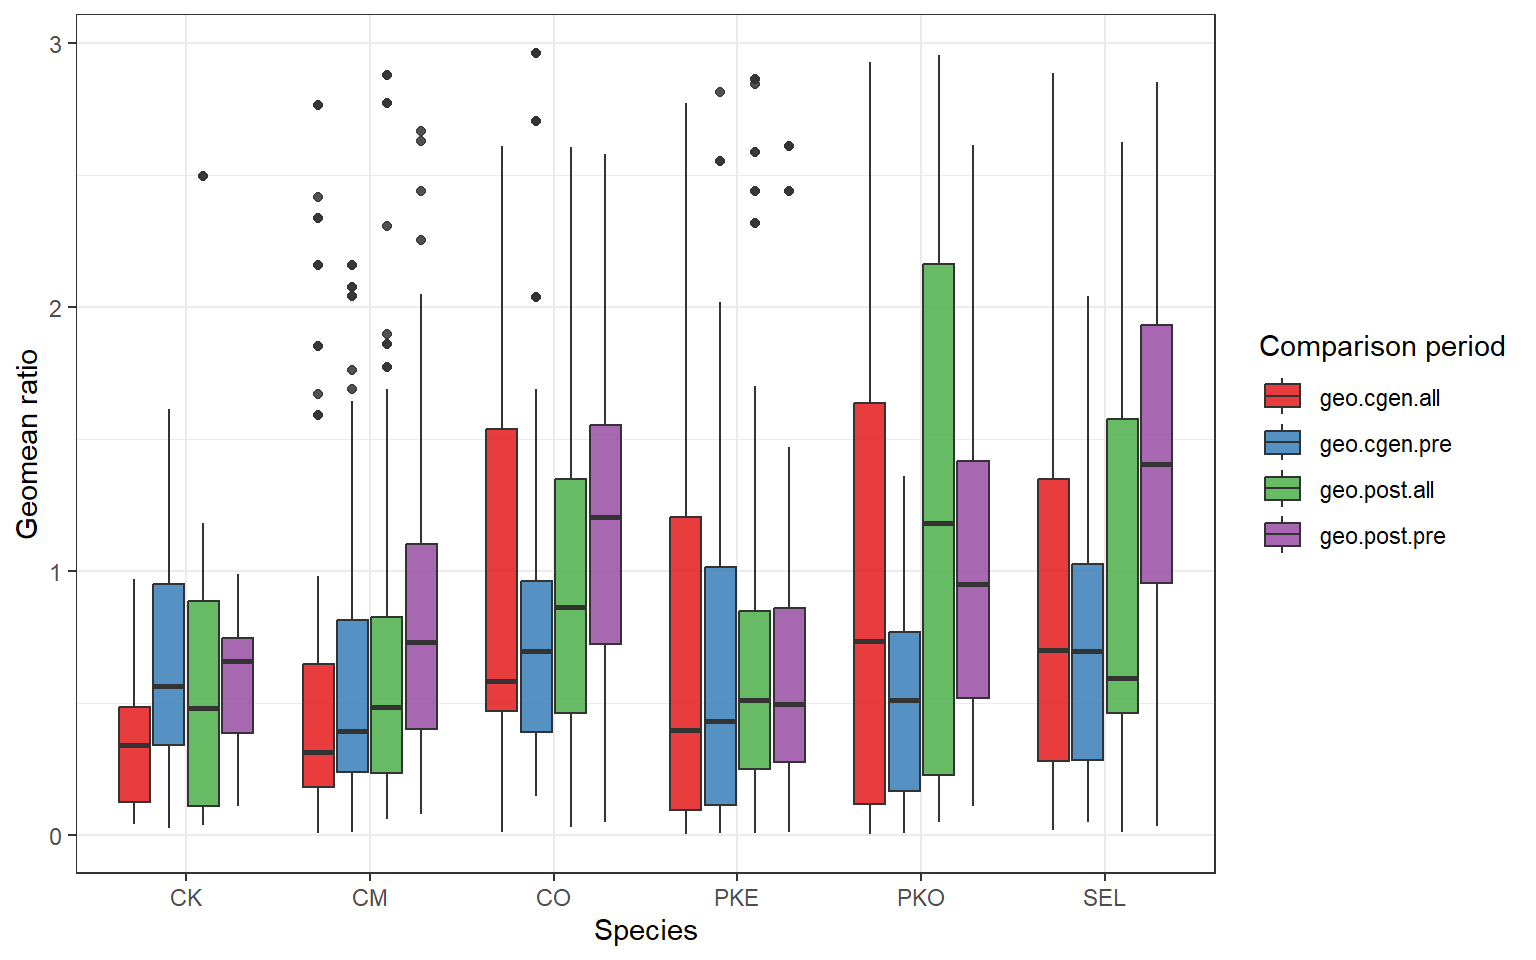 3
2
1
0
Geomean ratio
CK CM CO PKE PKO SEL
Species
Comparison period
geo.cgen.all
geo.cgen.pre
geo.post.all
geo.post.pre